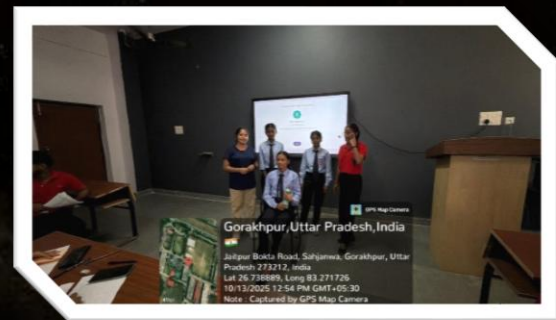 GPS Map Camera
Gorakhpur,Uttar Pradesh,India
Jaitpur Bokta Road, Sahjanwa, Gorakhpur, Uttar
Pradesh 273212, India
Lat 26.738889, Long 83.271726
10/13/2025 12:54 PM GMT+05:30
Note : Captured by GPS Map Camera